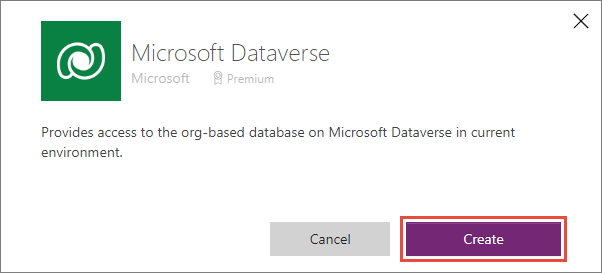 Microsoft Dataverse
Microsoft Premium
Provides access to the org-based database on Microsoft Dataverse in current
environment.
Cancel Create